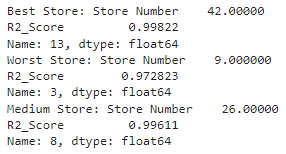 Best Store: Store Number    42.00000
R2_Score          0.99822
Name: 13, dtype: float64
Worst Store: Store Number    9.000000
R2_Score        0.972823
Name: 3, dtype: float64
Medium Store: Store Number    26.00000
R2_Score          0.99611
Name: 8, dtype: float64